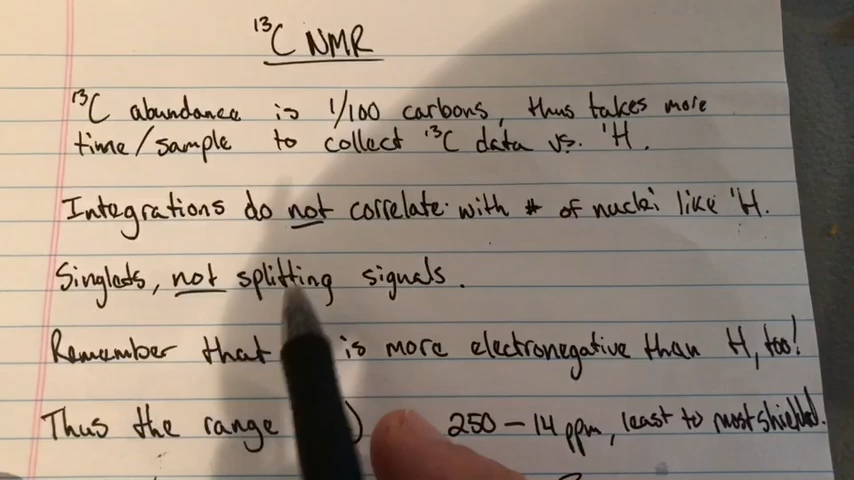 ¹³C NMR
¹³C abundance is 1/100 carbons, thus takes more
time/sample to collect ¹³C data vs. ¹H.
Integrations do not correlate with # of nuclei like ¹H.
Singlets, not splitting signals.
Remember that is more electronegative than H, too!
Thus the range ) 250 – 14 ppm, least to most shielded.